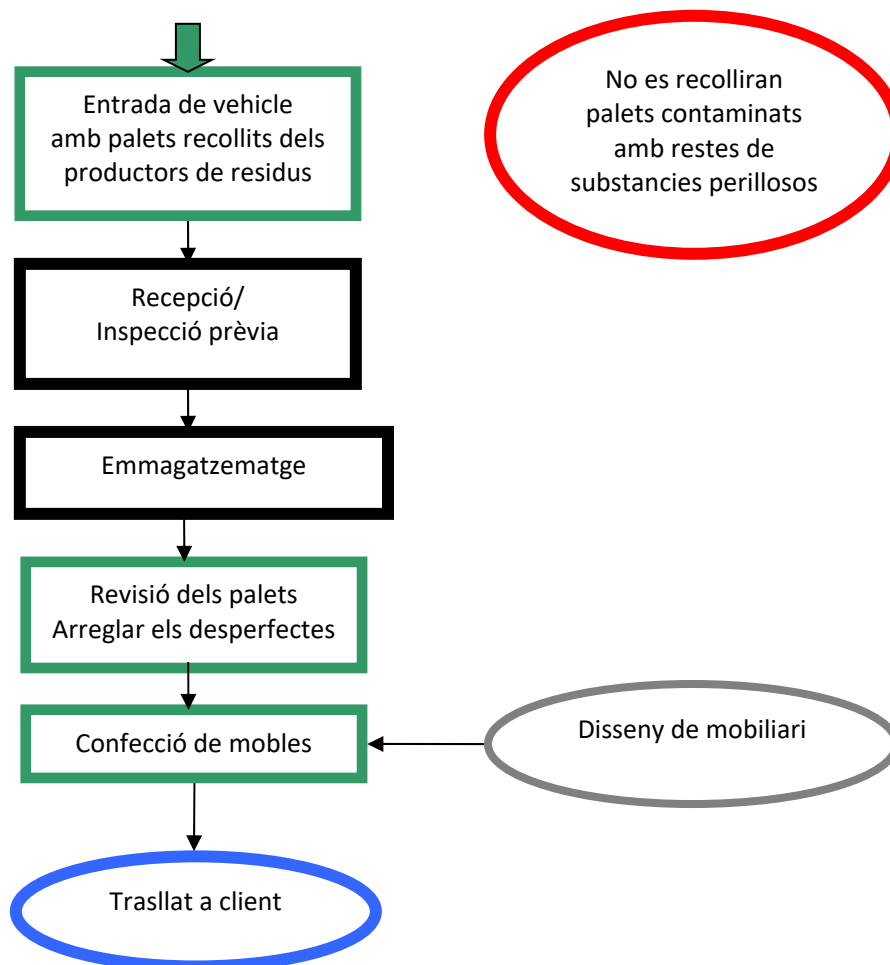 Entrada de vehicle
amb palets recollits dels
productors de residus
No es recolliran
palets contaminats
amb restes de
substancies perillosos
Recepció/
Inspecció prèvia
Emmagatzematge
Revisió dels palets
Arreglar els desperfectes
Confecció de mobles
Disseny de mobiliari
Trasllat a client